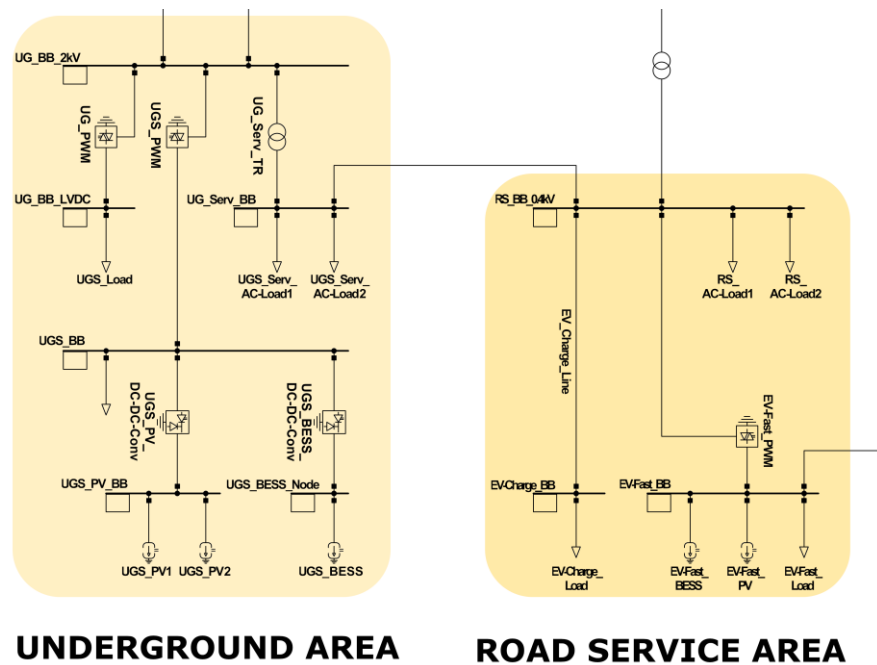 UG_BB_2kV
UG_PWM
UGS_PWM
UG_Serv_TR
UG_BB_LVDC
UG_Serv_BB
RS_BB_0.4kV
UGS_Load
UGS_Serv_
AC-Load1
UGS_Serv_
AC-Load2
RS_
AC-Load1
RS_
AC-Load2
UGS_BB
EV_Charge_Line
UGS_PV_
DC-DC-Conv
UGS_BESS_
DC-DC-Conv
EV-Fast_PWM
UGS_PV_BB
UGS_BESS_Node
EV-Charge_BB
EV-Fast_BB
UGS_PV1
UGS_PV2
UGS_BESS
EV-Charge_
Load
EV-Fast_
BESS
EV-Fast_
PV
EV-Fast_
Load
UNDERGROUND AREA
ROAD SERVICE AREA